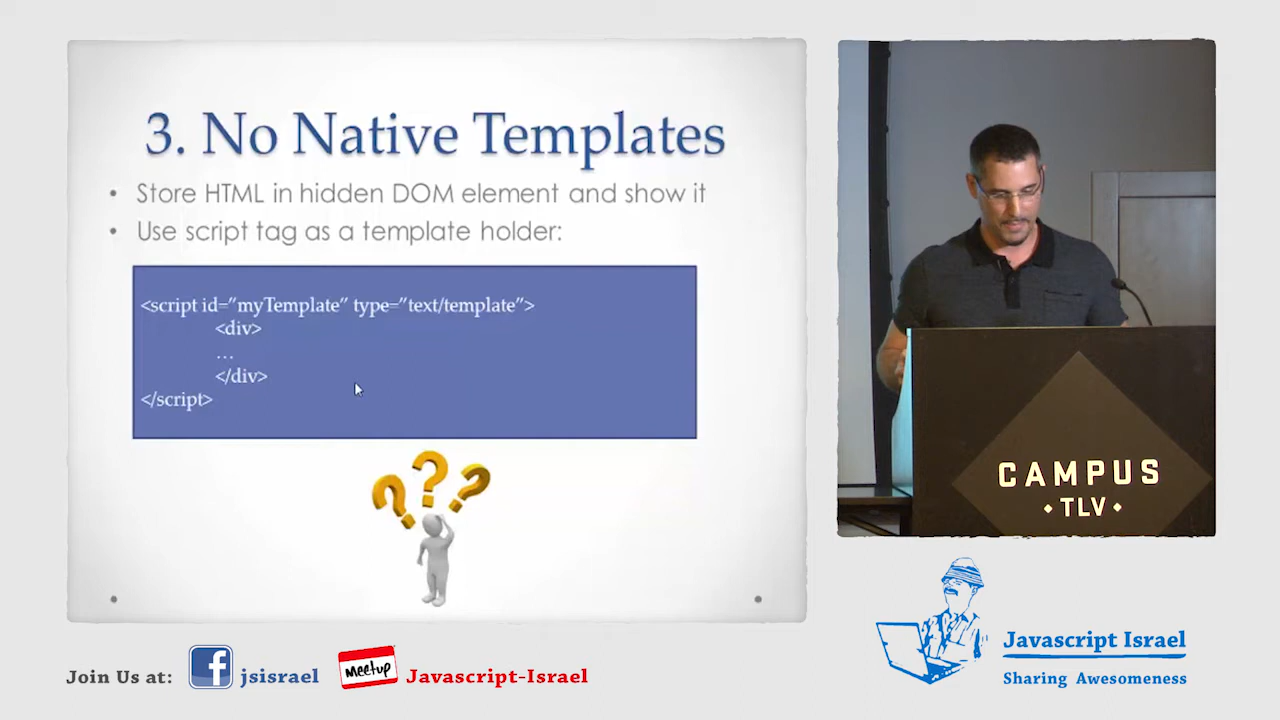 3. No Native Templates
• Store HTML in hidden DOM element and show it
• Use script tag as a template holder:
<script id=”myTemplate” type=”text/template”>
<div>
…
</div>
</script>
CAMPUS
TLV
Join Us at:
jsisrael
Meetup
Javascript-Israel
Javascript Israel
Sharing Awesomeness